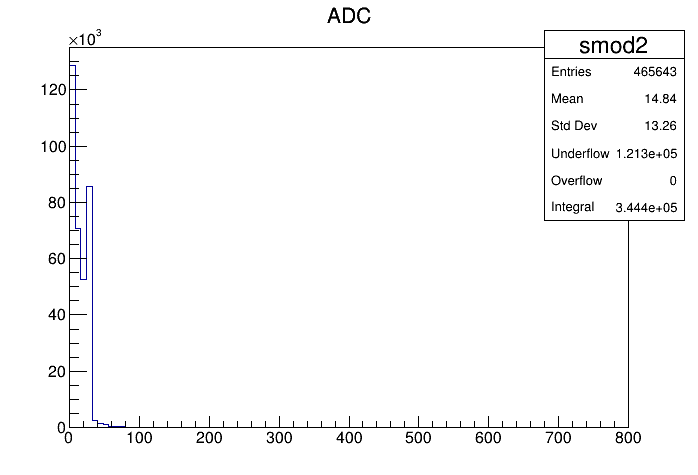 ADC
×10³
smod2
Entries 465643
Mean 14.84
Std Dev 13.26
Underflow 1.213e+05
Overflow 0
Integral 3.444e+05
120
100
80
60
40
20
0
0 100 200 300 400 500 600 700 800